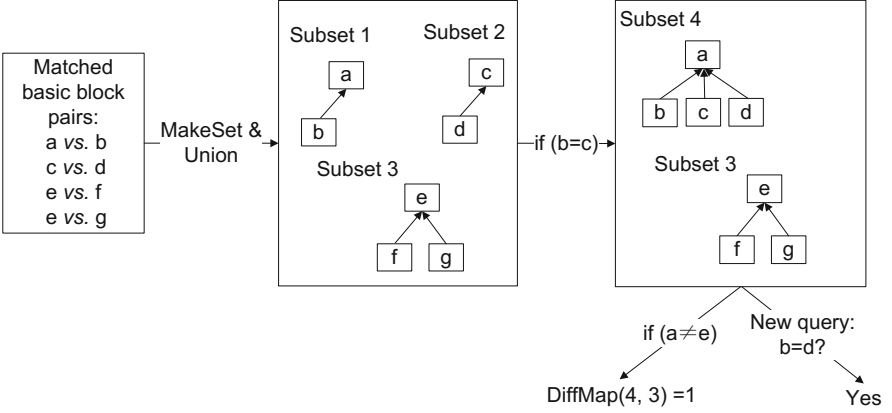 Matched
basic block
pairs:
a vs. b
c vs. d
e vs. f
e vs. g
MakeSet &
Union
Subset 1
a
b
Subset 2
c
d
Subset 3
e
f
g
if (b=c)
Subset 4
a
b
c
d
Subset 3
e
f
g
if (a≠e)
DiffMap(4, 3) =1
New query:
b=d?
Yes